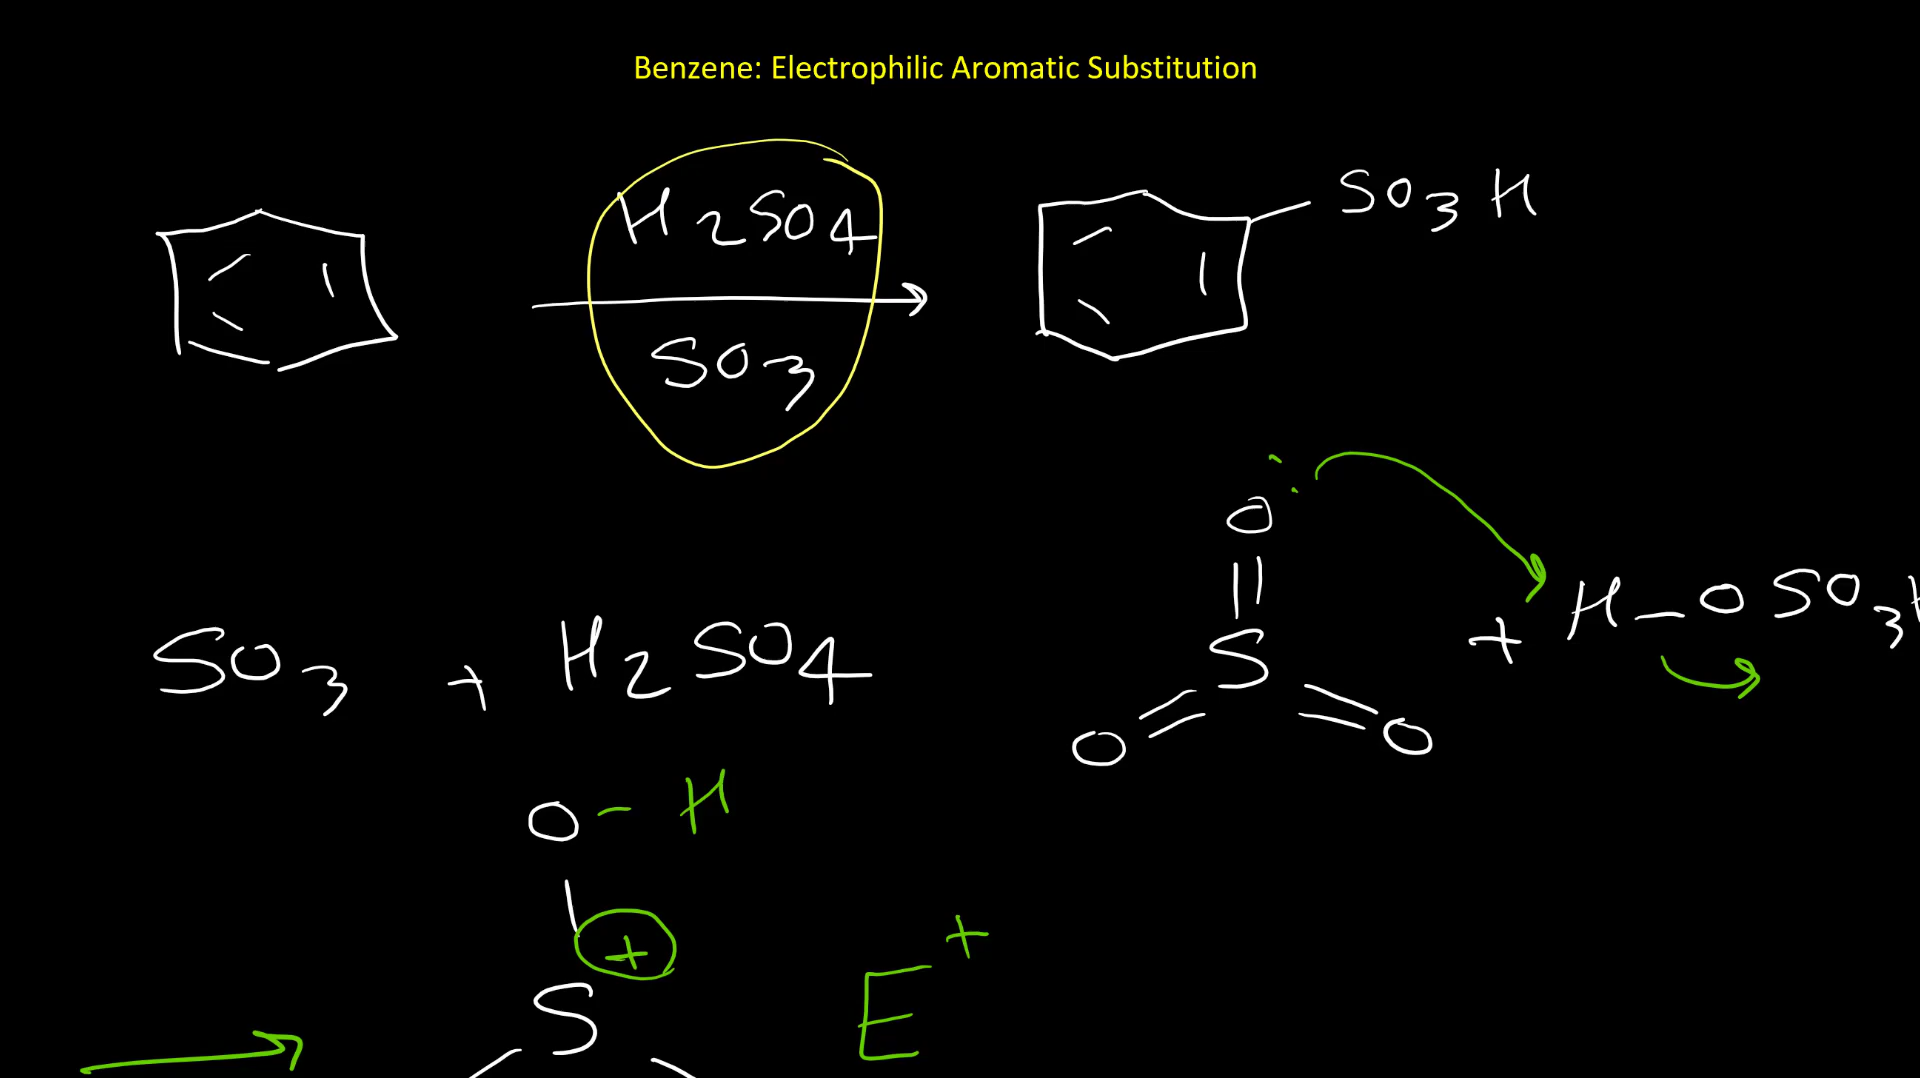 Benzene: Electrophilic Aromatic Substitution
H2SO4
SO3
SO3H
SO3 + H2SO4
O
S
O O
+ H-OSO3
O-H
+
S
E+